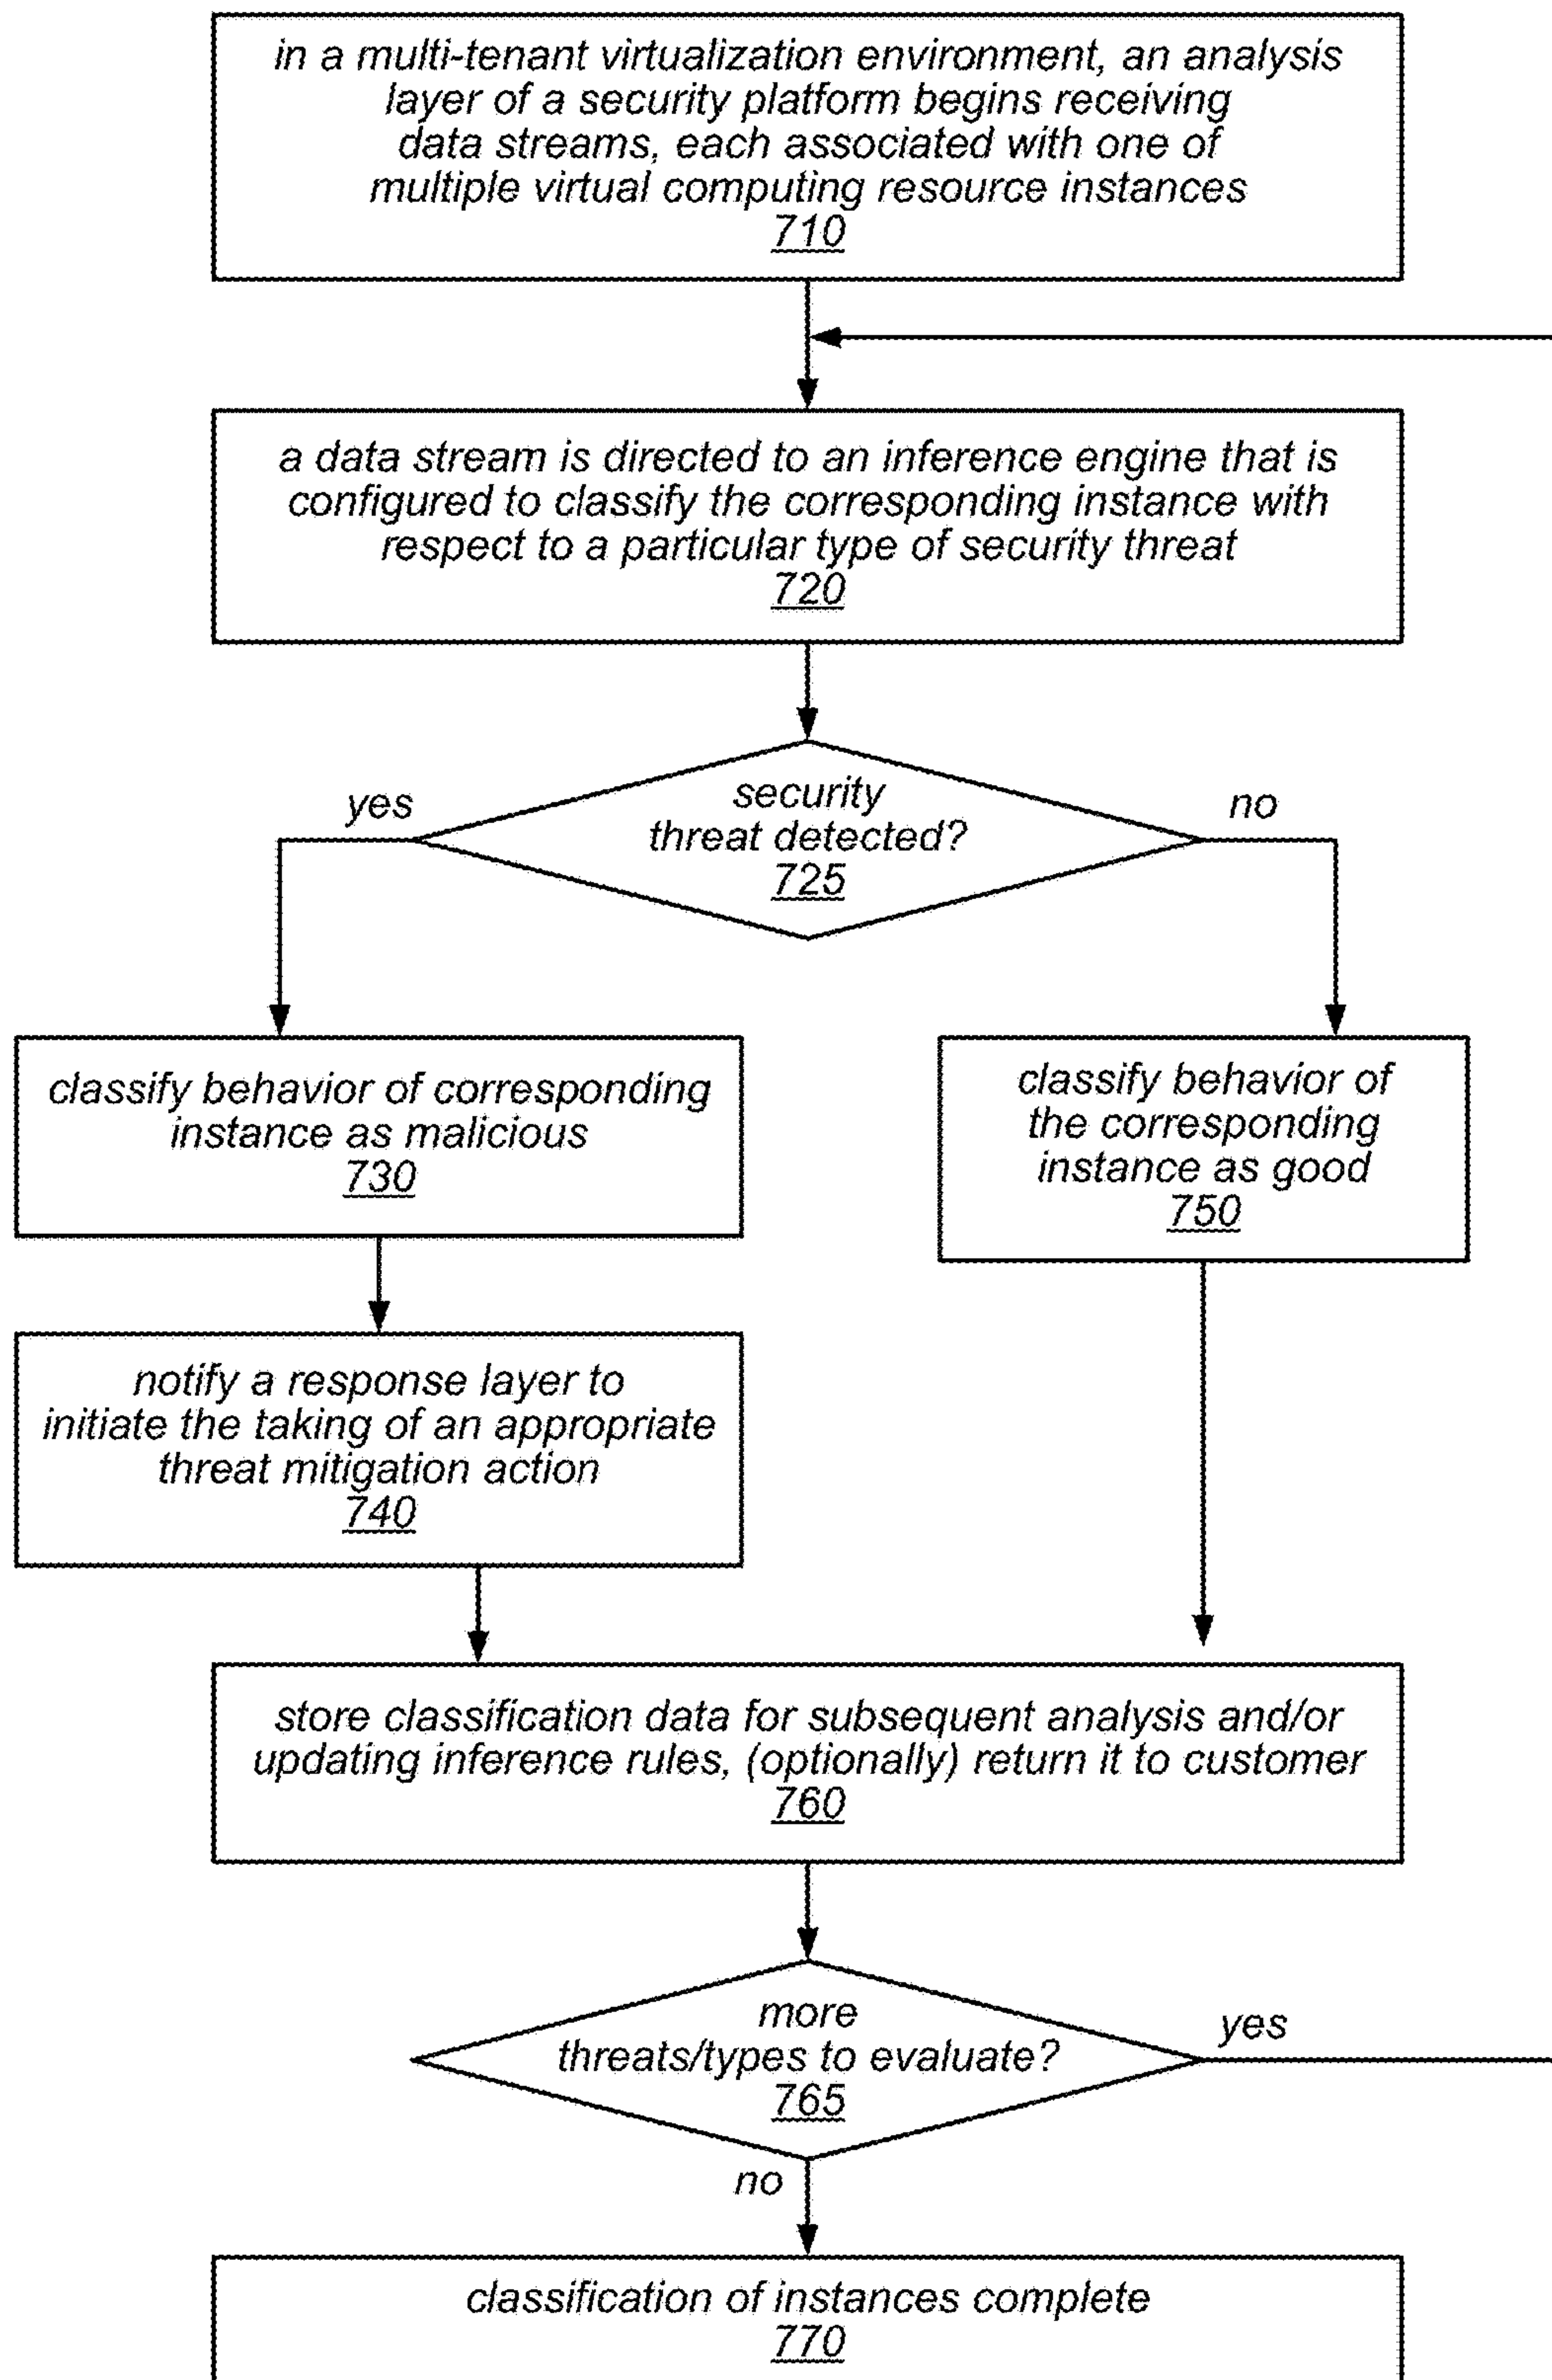 in a multi-tenant virtualization environment, an analysis
layer of a security platform begins receiving
data streams, each associated with one of
multiple virtual computing resource instances
710
a data stream is directed to an inference engine that is
configured to classify the corresponding instance with
respect to a particular type of security threat
720
yes
security
threat detected?
725
no
classify behavior of corresponding
instance as malicious
730
classify behavior of
the corresponding
instance as good
750
notify a response layer to
initiate the taking of an appropriate
threat mitigation action
740
store classification data for subsequent analysis and/or
updating inference rules, (optionally) return it to customer
760
more
threats/types to evaluate?
765
yes
no
classification of instances complete
770